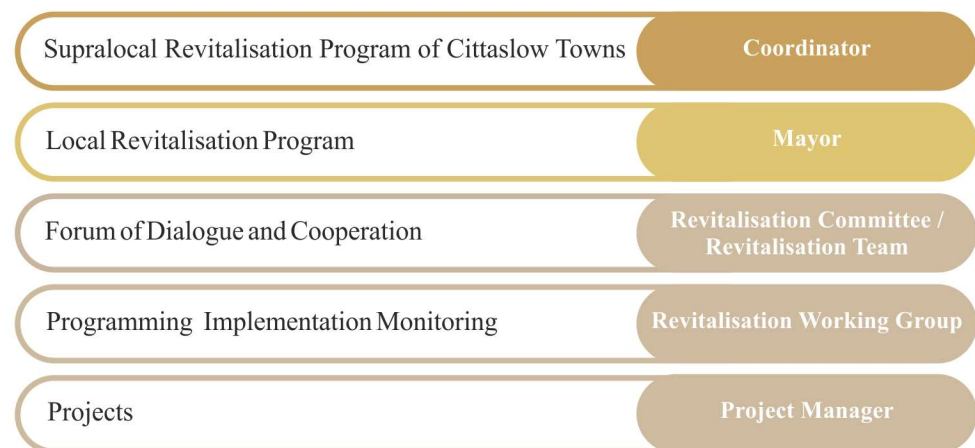 Supralocal Revitalisation Program of Cittaslow Towns
Coordinator
Local Revitalisation Program
Mayor
Forum of Dialogue and Cooperation
Revitalisation Committee /
Revitalisation Team
Programming Implementation Monitoring
Revitalisation Working Group
Projects
Project Manager